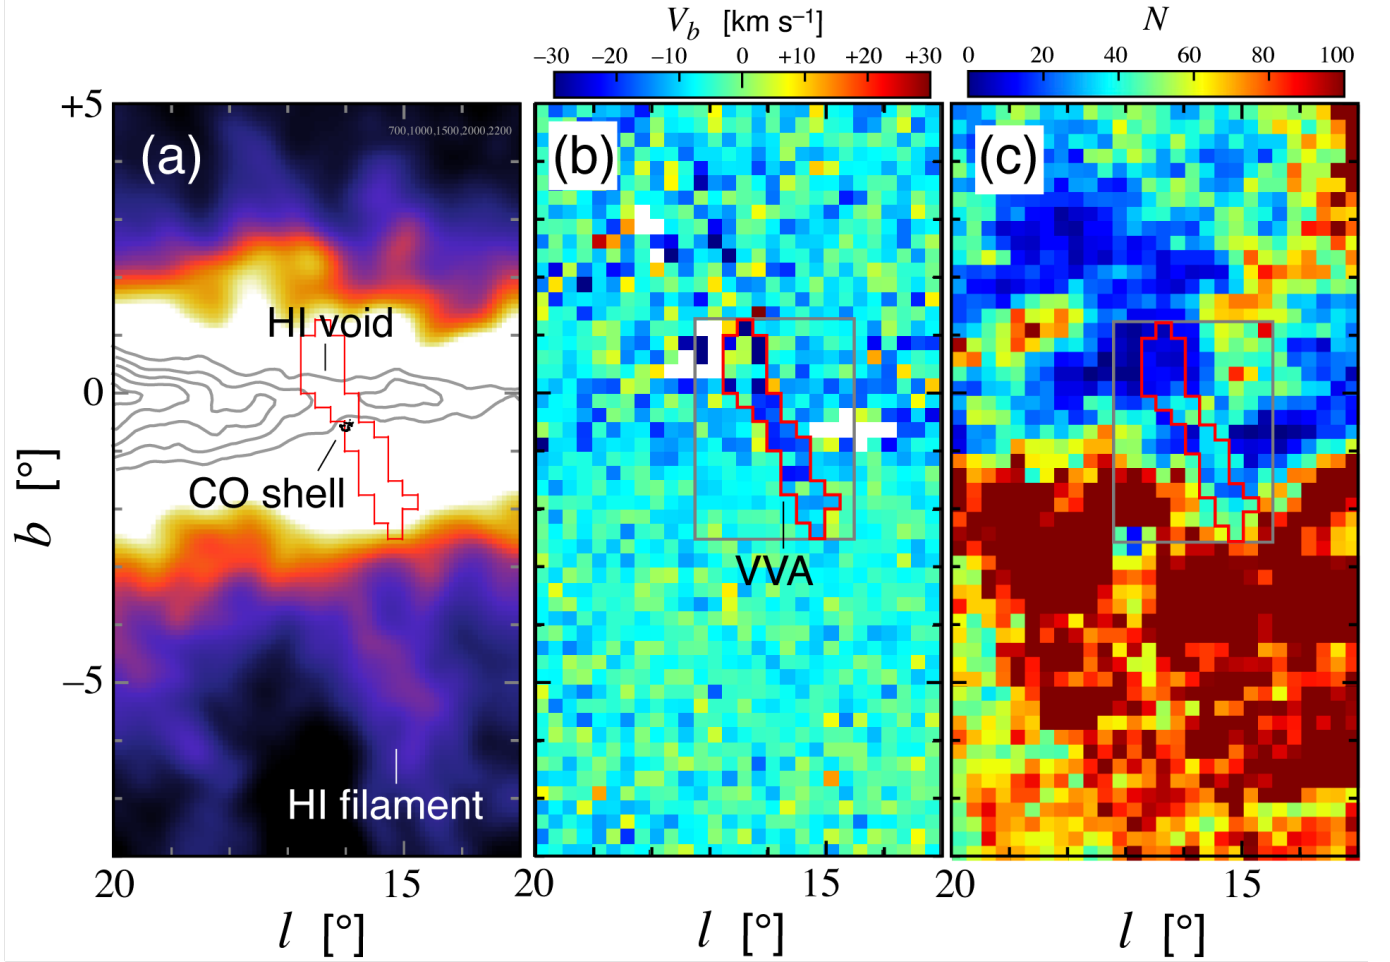 V_b [km s⁻¹]
−30 −20 −10 0 +10 +20 +30
N
0 20 40 60 80 100
+5
0
−5
b [°]
(a)
700,1000,1500,2000,2200
HI void
CO shell
HI filament
20 15
l [°]
(b)
VVA
20 15
l [°]
(c)
20 15
l [°]